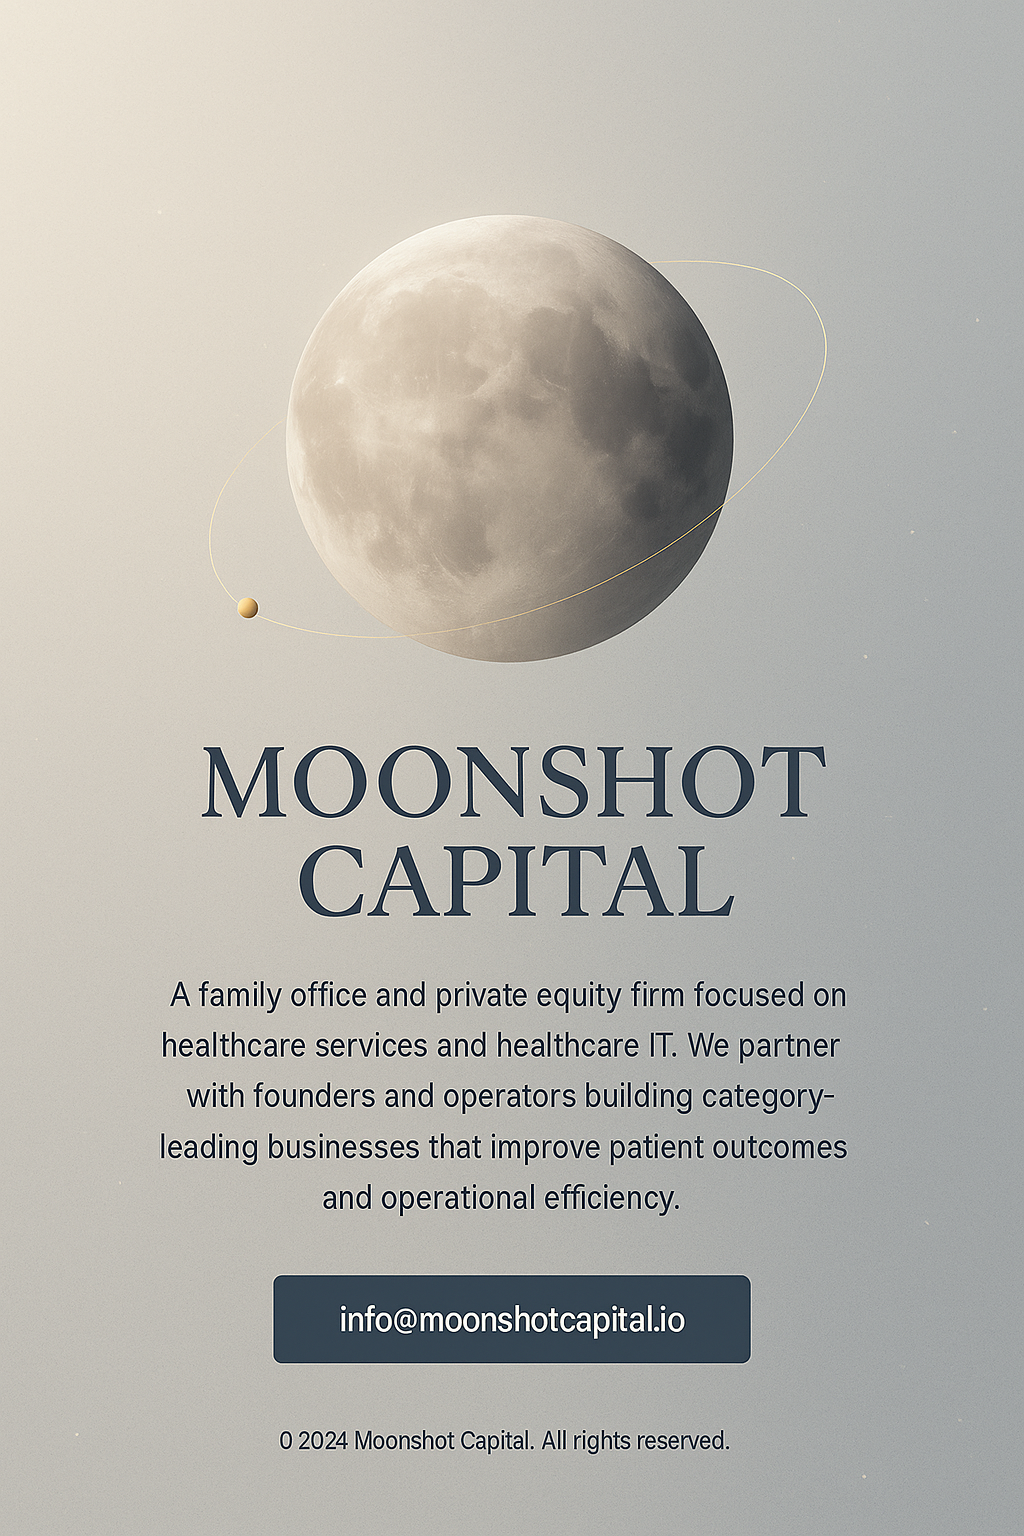 MOONSHOT
CAPITAL
A family office and private equity firm focused on
healthcare services and healthcare IT. We partner
with founders and operators building category-
leading businesses that improve patient outcomes
and operational efficiency.
info@moonshotcapital.io
0 2024 Moonshot Capital. All rights reserved.